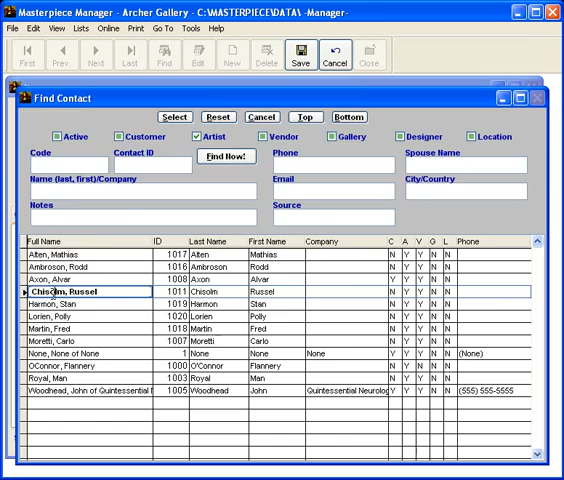 Masterpiece Manager - Archer Gallery - C:\MASTERPIECE\DATA\ -Manager-
File Edit View Lists Online Print Go To Tools Help
First Prev Next Last Find Edit New Delete Save Cancel Close
Find Contact
Select Reset Cancel Top Bottom
Active Customer Artist Vendor Gallery Designer Location
Code Contact ID Find Now! Phone Spouse Name
Name (last, first)/Company Email City/Country
Notes Source
Full Name ID Last Name First Name Company C A V G L Phone
Alten, Mathias 1017 Alten Mathias N Y Y N N
Ambroson, Rodd 1016 Ambroson Rodd N Y Y N N
Axon, Alvar 1008 Axon Alvar N Y Y N N
Chisolm, Russel 1011 Chisolm Russel N Y Y N N
Harmon, Stan 1019 Harmon Stan N Y Y N N
Lorien, Polly 1020 Lorien Polly N Y Y N N
Martin, Fred 1018 Martin Fred N Y Y N N
Moretti, Carlo 1007 Moretti Carlo N Y Y N N
None, None of None 1 None None None Y Y Y Y Y (None)
OConnor, Flannery 1000 O'Connor Flannery N Y Y N N
Royal, Man 1003 Royal Man N Y Y N N
Woodhead, John of Quintessential 1005 Woodhead John Quintessential Neurolog Y Y Y N N (555) 555-5555